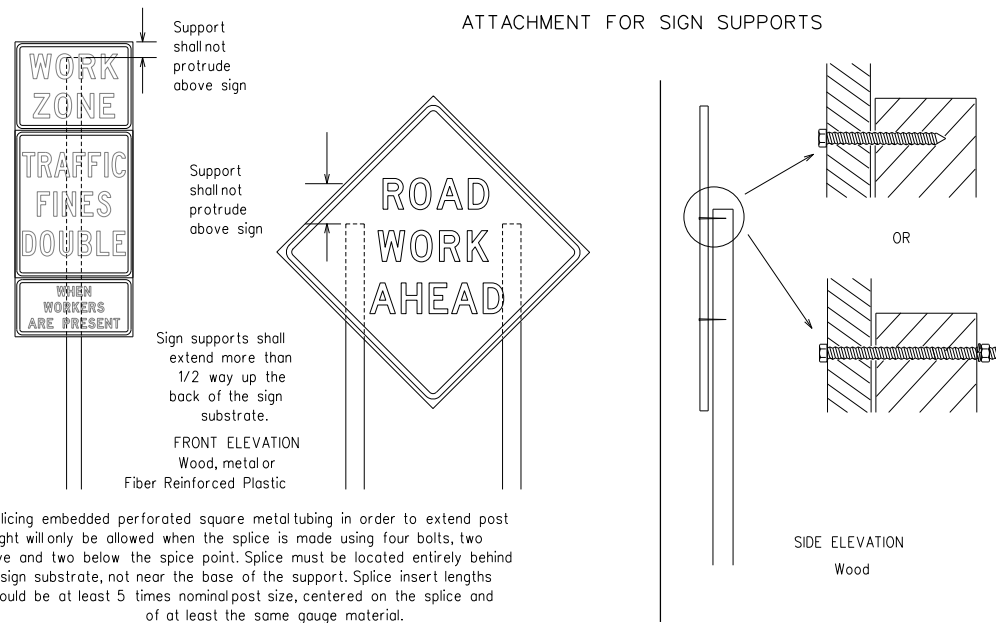 ATTACHMENT FOR SIGN SUPPORTS
Support
shall not
protrude
above sign
WORK
ZONE
TRAFFIC
FINES
DOUBLE
WHEN
WORKERS
ARE PRESENT
Support
shall not
protrude
above sign
ROAD
WORK
AHEAD
Sign supports shall
extend more than
1/2 way up the
back of the sign
substrate.
FRONT ELEVATION
Wood, metal or
Fiber Reinforced Plastic
licing embedded perforated square metal tubing in order to extend post
ght will only be allowed when the splice is made using four bolts, two
ve and two below the spice point. Splice must be located entirely behind
sign substrate, not near the base of the support. Splice insert lengths
ould be at least 5 times nominal post size, centered on the splice and
of at least the same gauge material.
OR
SIDE ELEVATION
Wood